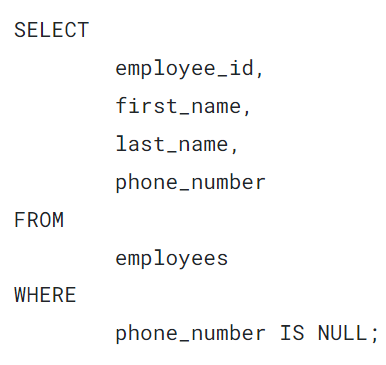 SELECT
employee_id,
first_name,
last_name,
phone_number
FROM
employees
WHERE
phone_number IS NULL;